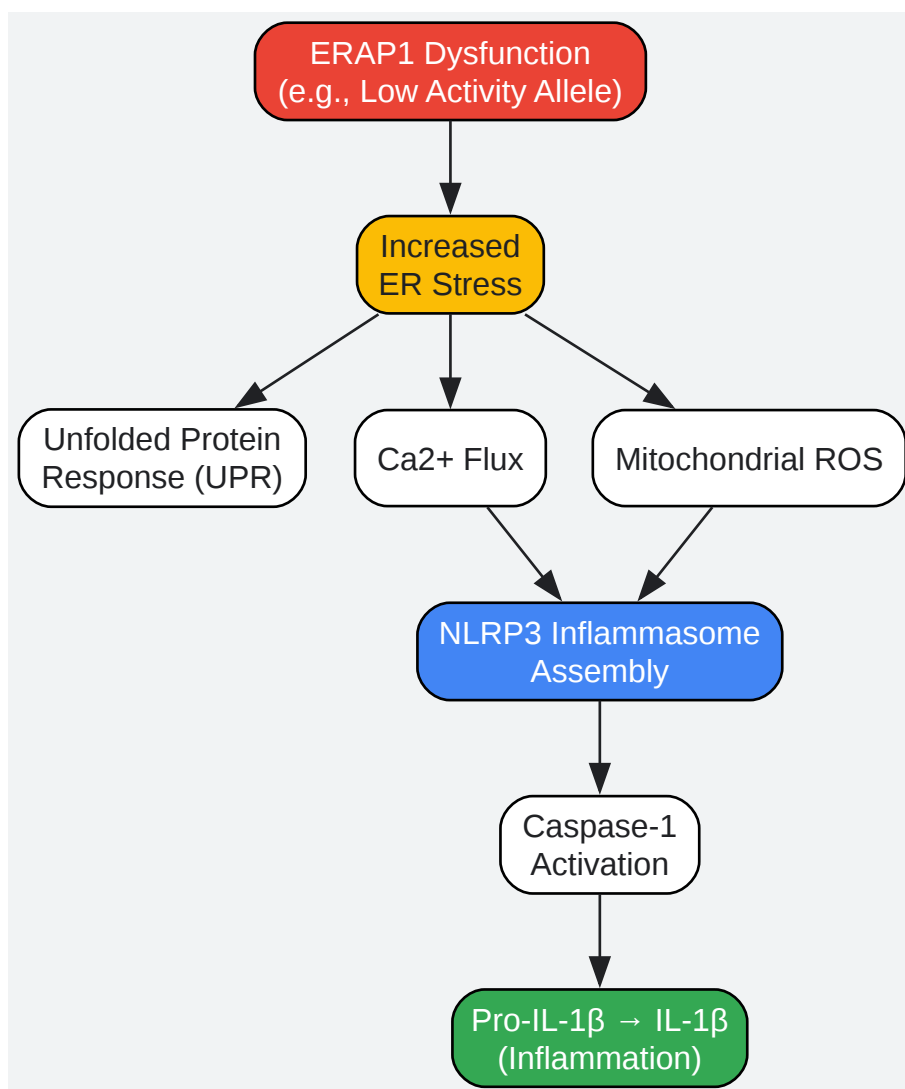 ERAP1 Dysfunction
(e.g., Low Activity Allele)
Increased
ER Stress
Unfolded Protein
Response (UPR)
Ca2+ Flux
Mitochondrial ROS
NLRP3 Inflammasome
Assembly
Caspase-1
Activation
Pro-IL-1β → IL-1β
(Inflammation)